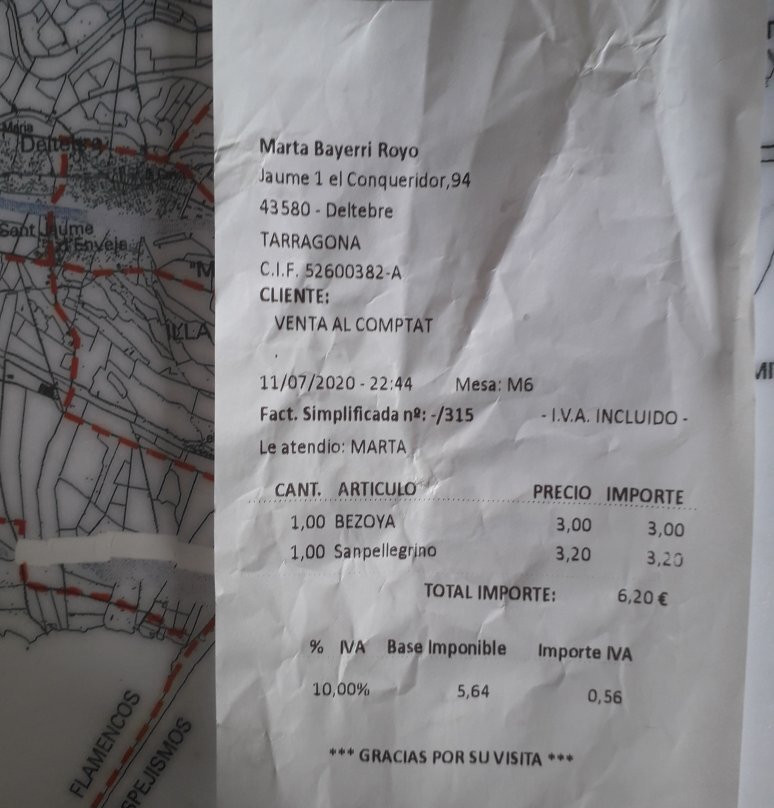 Marta Bayerri Royo
Jaume 1 el Conqueridor,94
43580 - Deltebre
TARRAGONA
C.I.F. 52600382-A
CLIENTE:
VENTA AL COMPTAT
.
11/07/2020 - 22:44 Mesa: M6
Fact. Simplificada nº: -/315 - I.V.A. INCLUIDO -
Le atendio: MARTA
CANT. ARTICULO PRECIO IMPORTE
1,00 BEZOYA 3,00 3,00
1,00 Sanpellegrino 3,20 3,20
TOTAL IMPORTE: 6,20 €
% IVA Base Imponible Importe IVA
10,00% 5,64 0,56
*** GRACIAS POR SU VISITA ***
Maria
Deltebre
Sant Jaume
d'Enveja
"M
ILLA
FLAMENCOS
SPEJISMOS